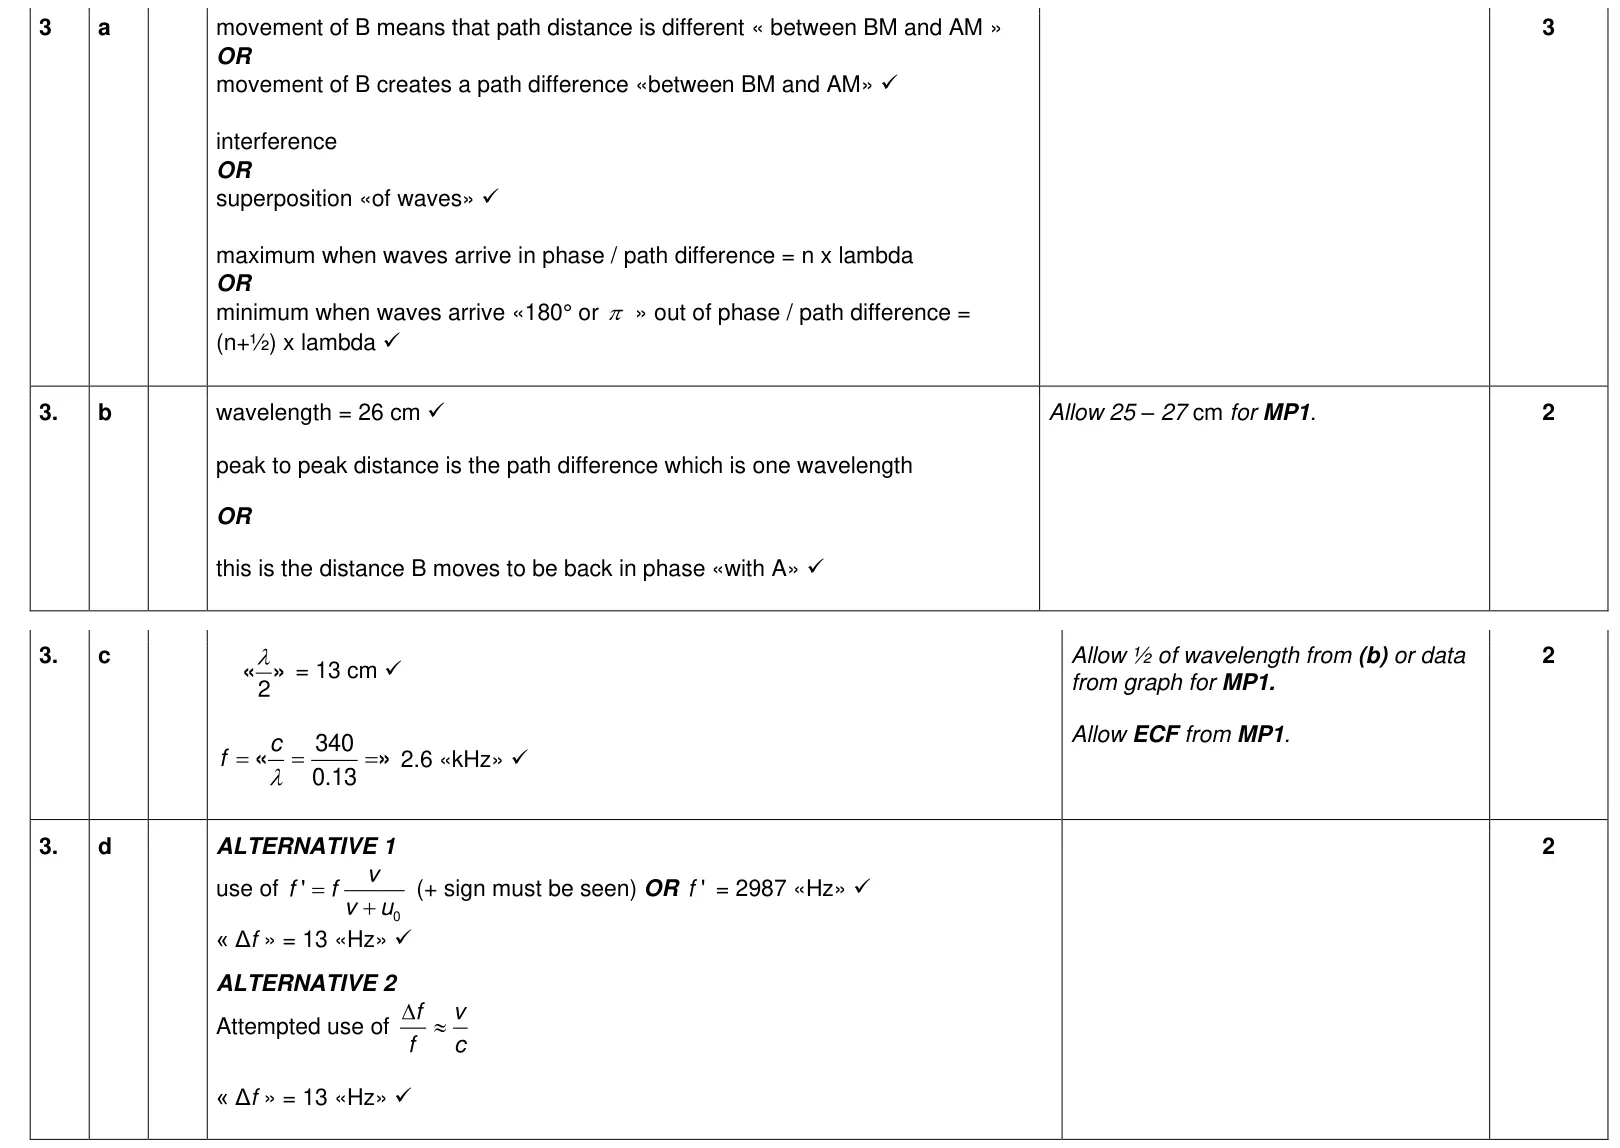 3 a movement of B means that path distance is different « between BM and AM » 3
OR
movement of B creates a path difference «between BM and AM» ✓
interference
OR
superposition «of waves» ✓
maximum when waves arrive in phase / path difference = n x lambda
OR
minimum when waves arrive «180° or π » out of phase / path difference =
(n+½) x lambda ✓
3. b wavelength = 26 cm ✓ Allow 25 – 27 cm for MP1. 2
peak to peak distance is the path difference which is one wavelength
OR
this is the distance B moves to be back in phase «with A» ✓
3. c «λ/2» = 13 cm ✓ Allow ½ of wavelength from (b) or data 2
from graph for MP1.
Allow ECF from MP1.
f = «c/λ = 340/0.13 =» 2.6 «kHz» ✓
3. d ALTERNATIVE 1 2
use of f' = f v/(v + u₀) (+ sign must be seen) OR f' = 2987 «Hz» ✓
« Δf » = 13 «Hz» ✓
ALTERNATIVE 2
Attempted use of Δf/f ≈ v/c
« Δf » = 13 «Hz» ✓